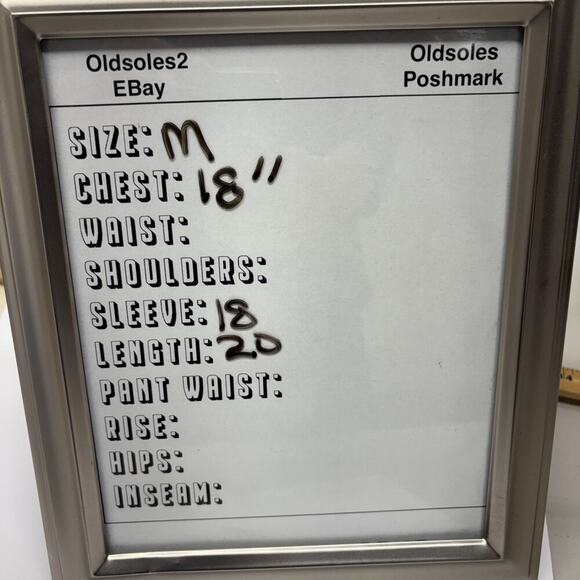 Oldsoles2 Oldsoles
EBay Poshmark
SIZE: M
CHEST: 18"
WAIST:
SHOULDERS:
SLEEVE: 18
LENGTH: 20
PANT WAIST:
RISE:
HIPS:
INSEAM: